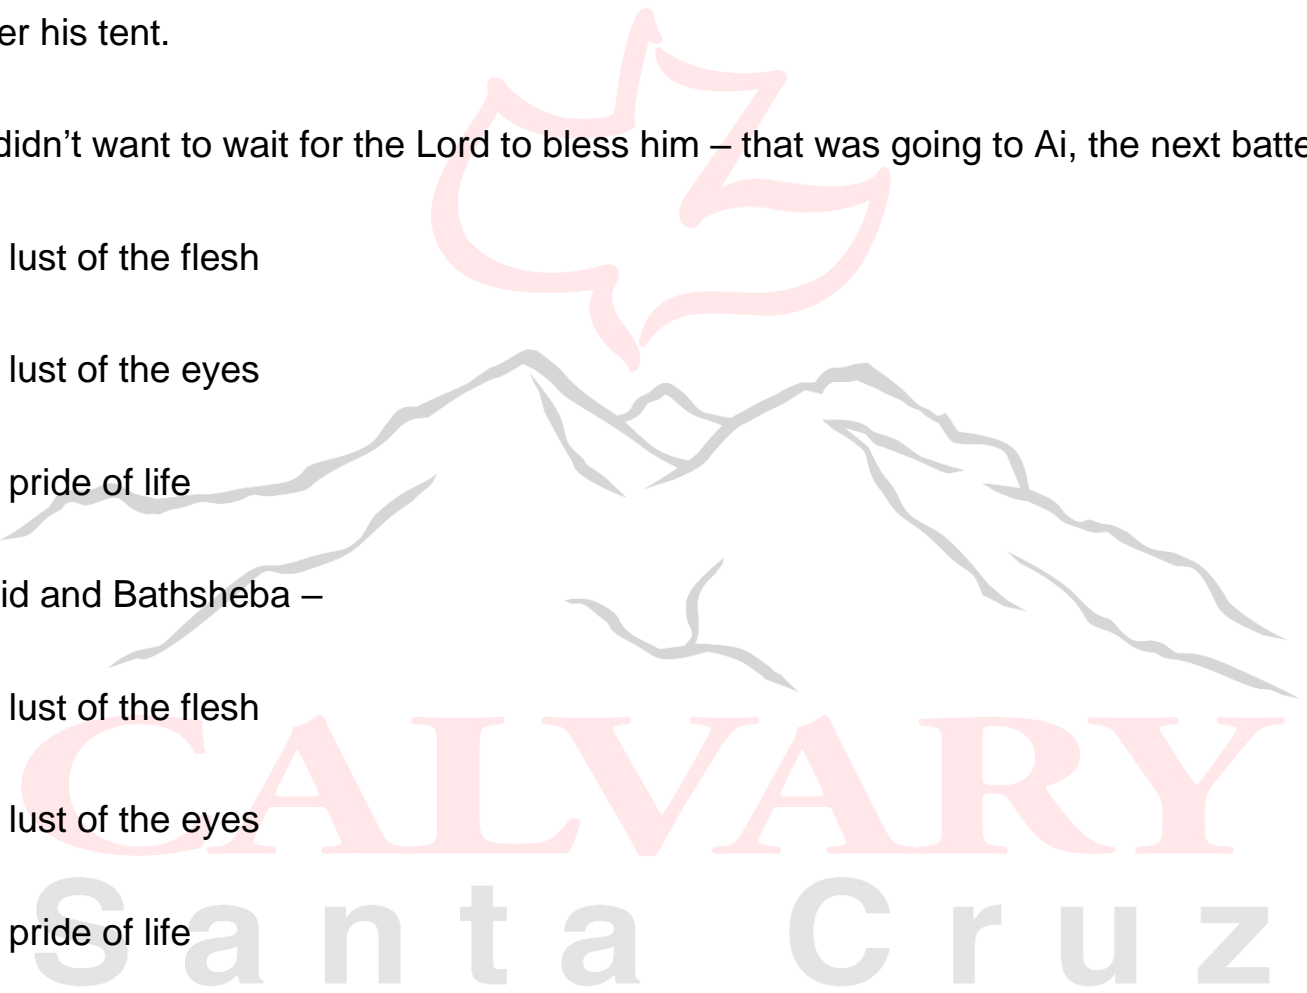 er his tent.
didn’t want to wait for the Lord to bless him – that was going to Ai, the next batte
lust of the flesh
lust of the eyes
pride of life
id and Bathsheba –
lust of the flesh
CALVARY
lust of the eyes
Santa Cruz
pride of life